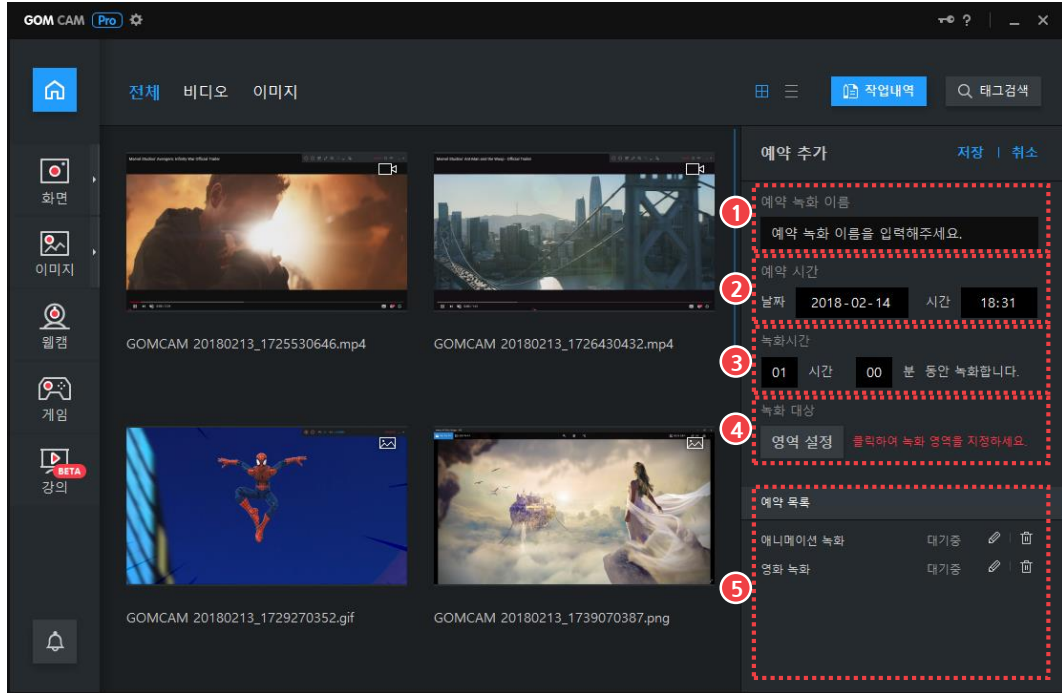 GOM CAM Pro ?
전체 비디오 이미지
작업내역 태그검색
화면
이미지
웹캠
게임
BETA
강의
GOMCAM 20180213_1725530646.mp4
GOMCAM 20180213_1726430432.mp4
GOMCAM 20180213_1729270352.gif
GOMCAM 20180213_1739070387.png
예약 추가 저장 | 취소
1
예약 녹화 이름
예약 녹화 이름을 입력해주세요.
2
예약 시간
날짜 2018-02-14 시간 18:31
3
녹화시간
01 시간 00 분 동안 녹화합니다.
4
녹화 대상
영역 설정 클릭하여 녹화 영역을 지정하세요.
5
예약 목록
애니메이션 녹화 대기중
영화 녹화 대기중